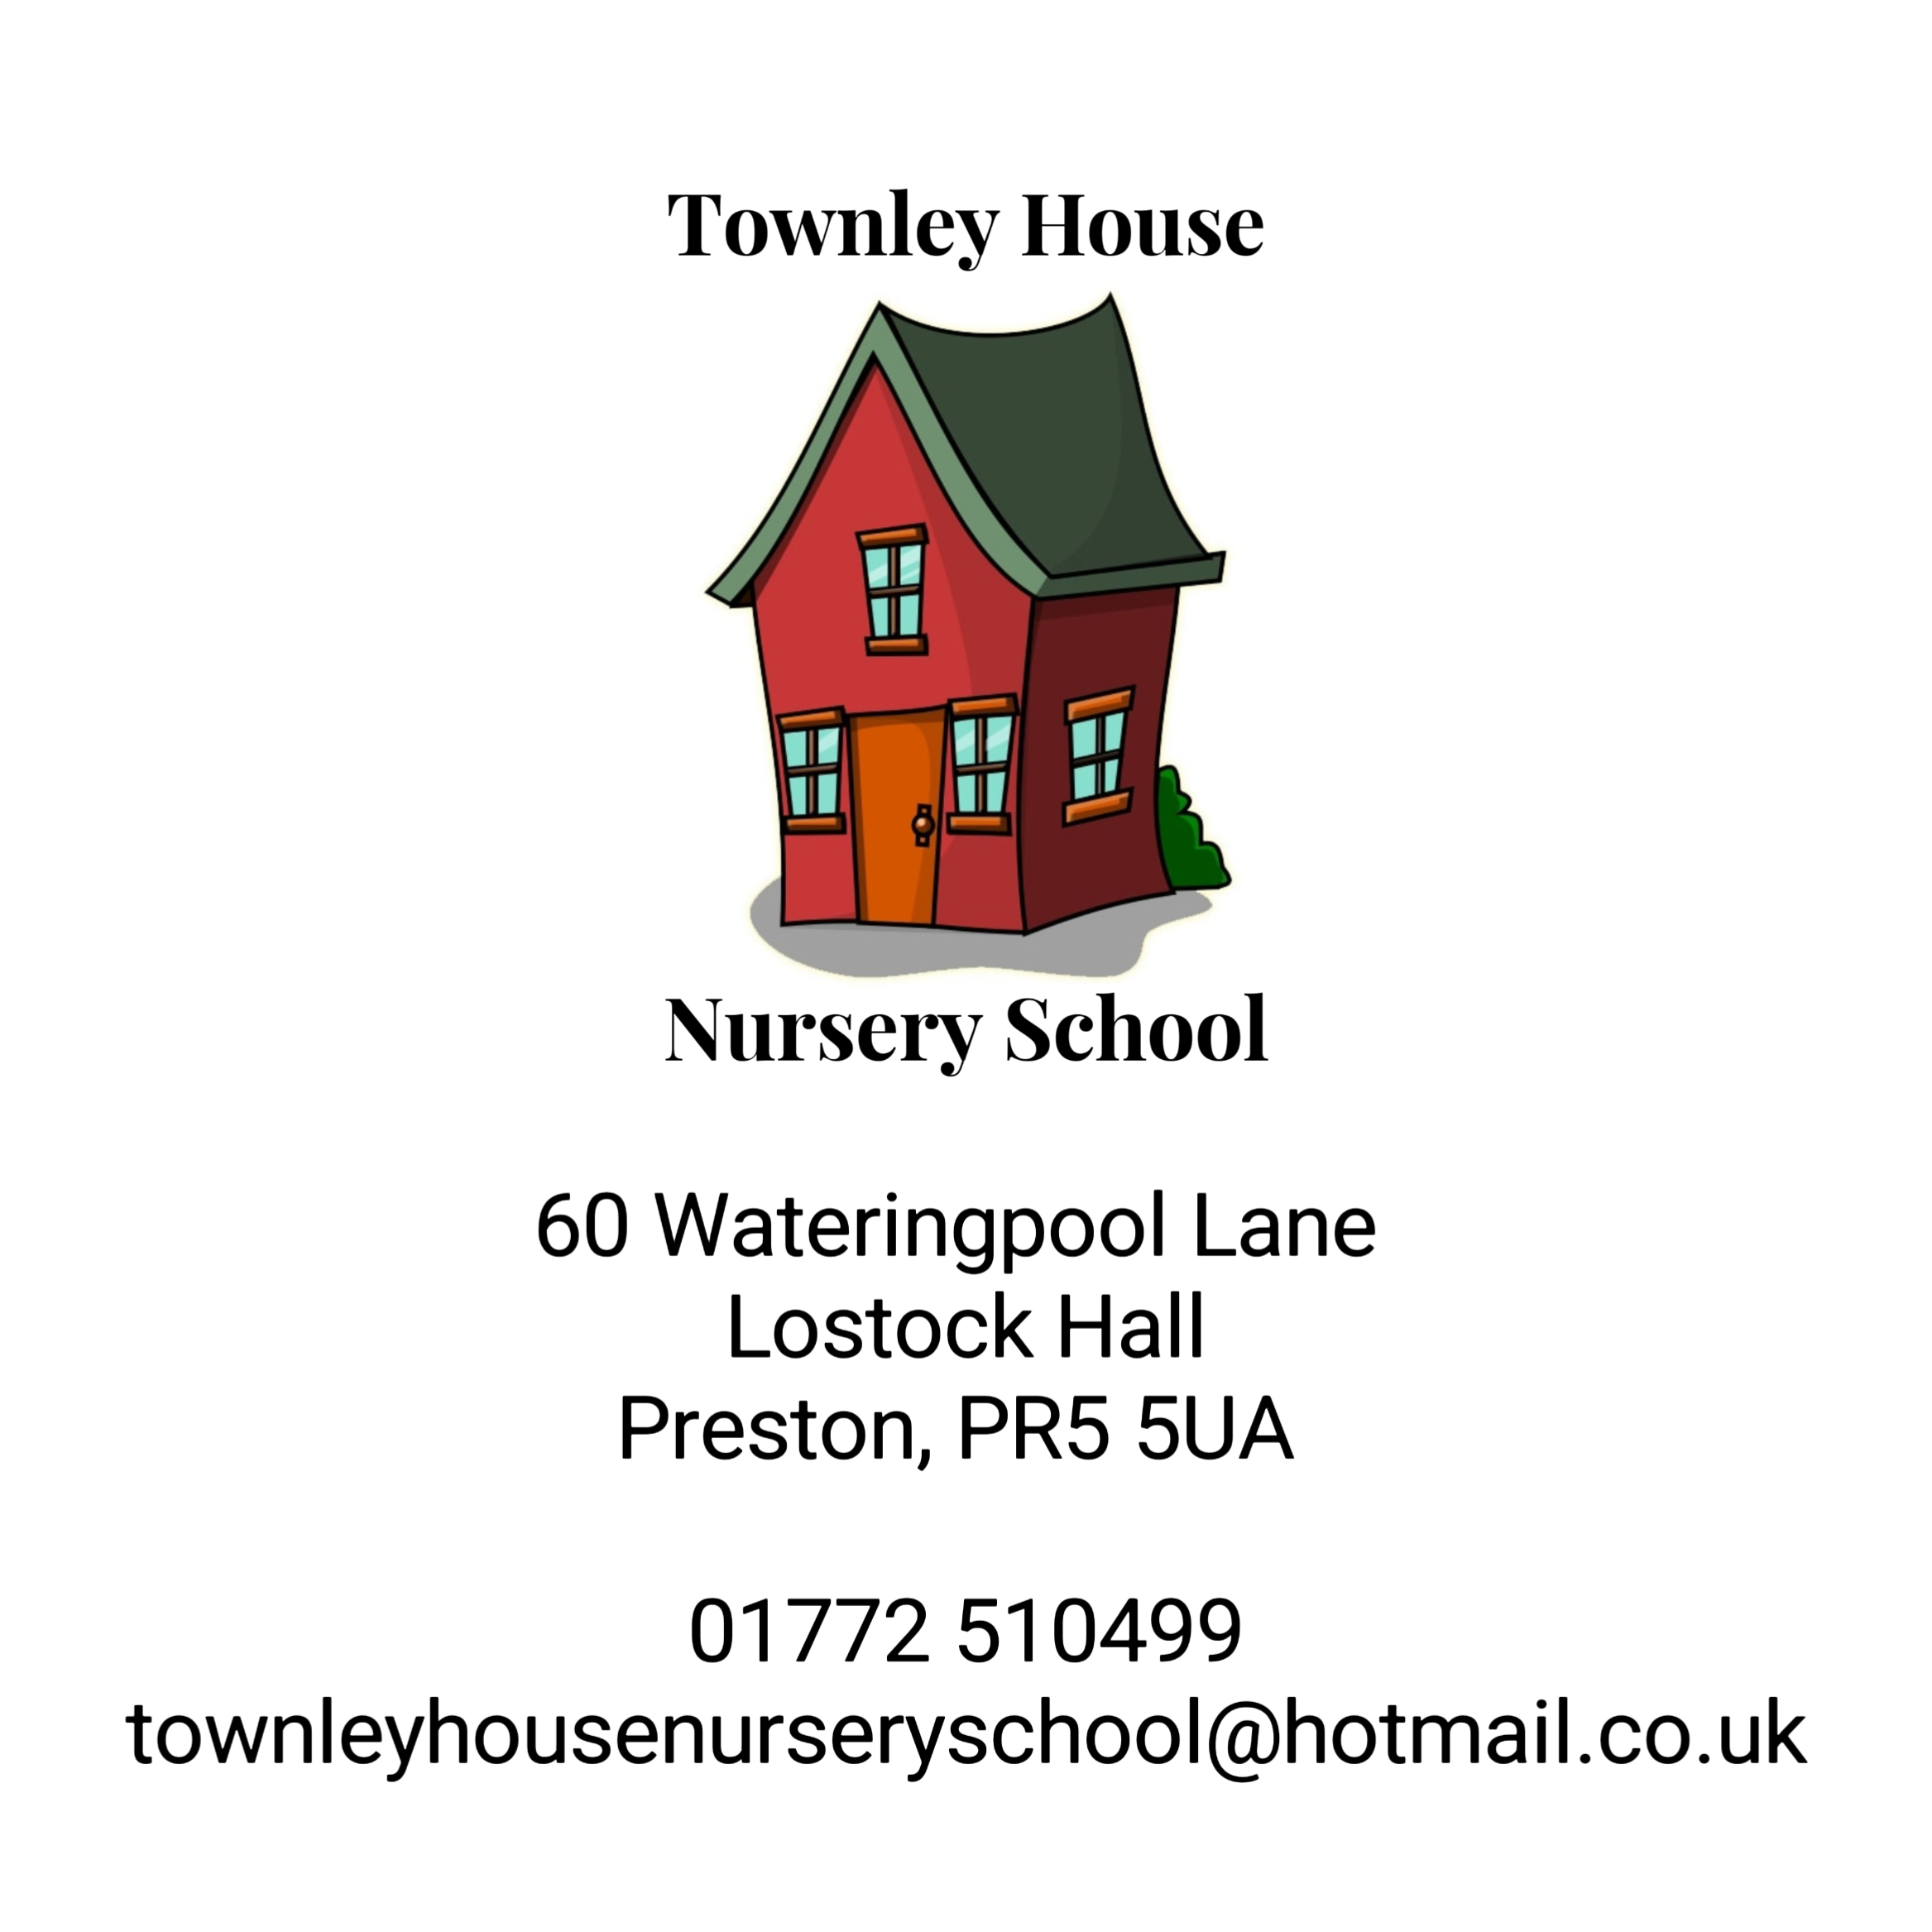 Townley House
Nursery School
60 Wateringpool Lane
Lostock Hall
Preston, PR5 5UA
01772 510499
townleyhousenurseryschool@hotmail.co.uk